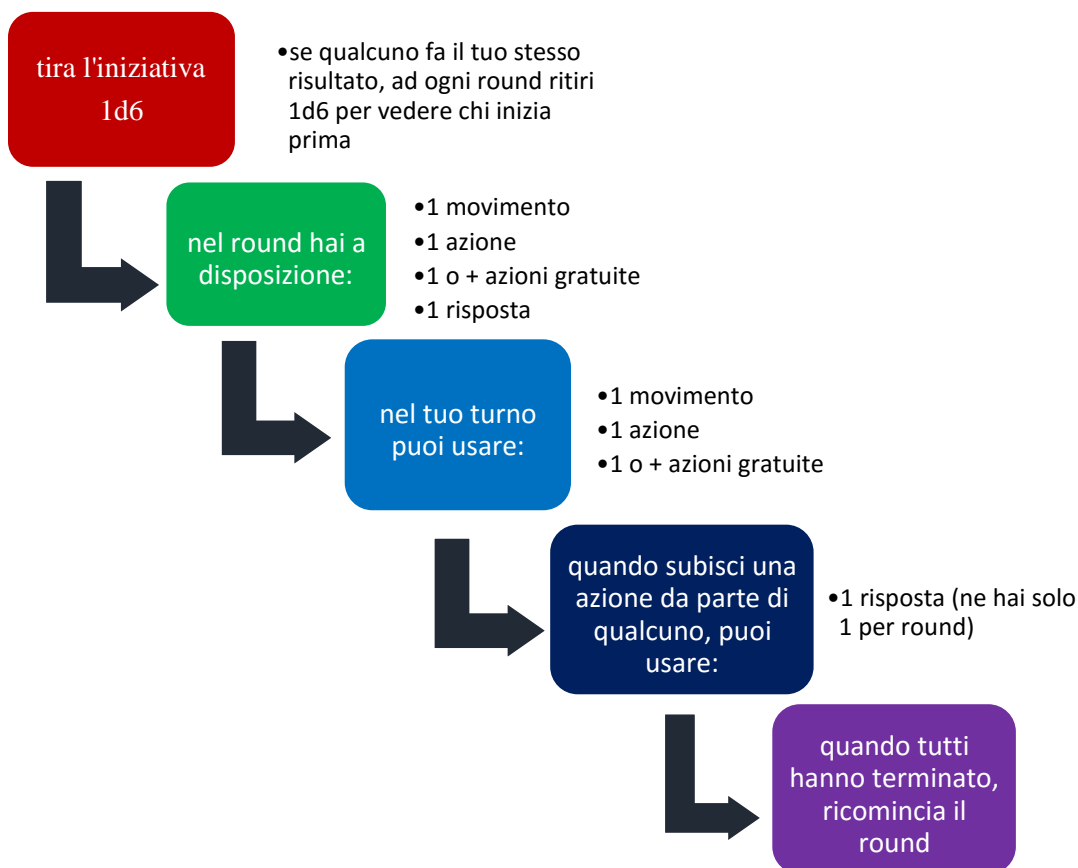 tira l'iniziativa
1d6
•se qualcuno fa il tuo stesso
risultato, ad ogni round ritiri
1d6 per vedere chi inizia
prima
nel round hai a
disposizione:
•1 movimento
•1 azione
•1 o + azioni gratuite
•1 risposta
nel tuo turno
puoi usare:
•1 movimento
•1 azione
•1 o + azioni gratuite
quando subisci una
azione da parte di
qualcuno, puoi
usare:
•1 risposta (ne hai solo
1 per round)
quando tutti
hanno terminato,
ricomincia il
round